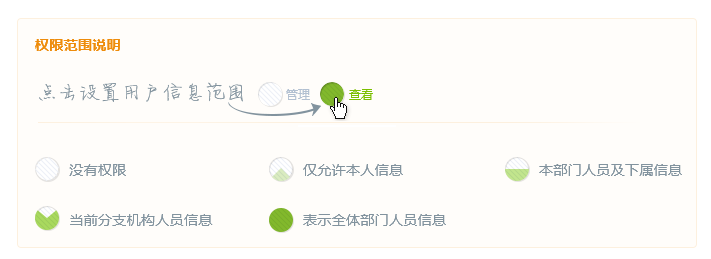 权限范围说明
点击设置用户信息范围 管理 查看
没有权限 仅允许本人信息 本部门人员及下属信息
当前分支机构人员信息 表示全体部门人员信息